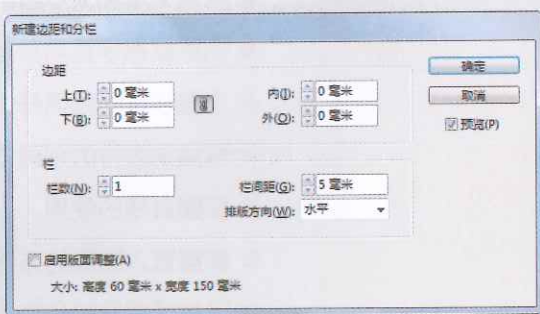 新建边距和分栏
边距
上(T): 0 毫米
下(B): 0 毫米
内(I): 0 毫米
外(O): 0 毫米
确定
取消
预览(P)
栏
栏数(N): 1
栏间距(G): 5 毫米
排版方向(W): 水平
启用版面调整(A)
大小: 高度 60 毫米 x 宽度 150 毫米